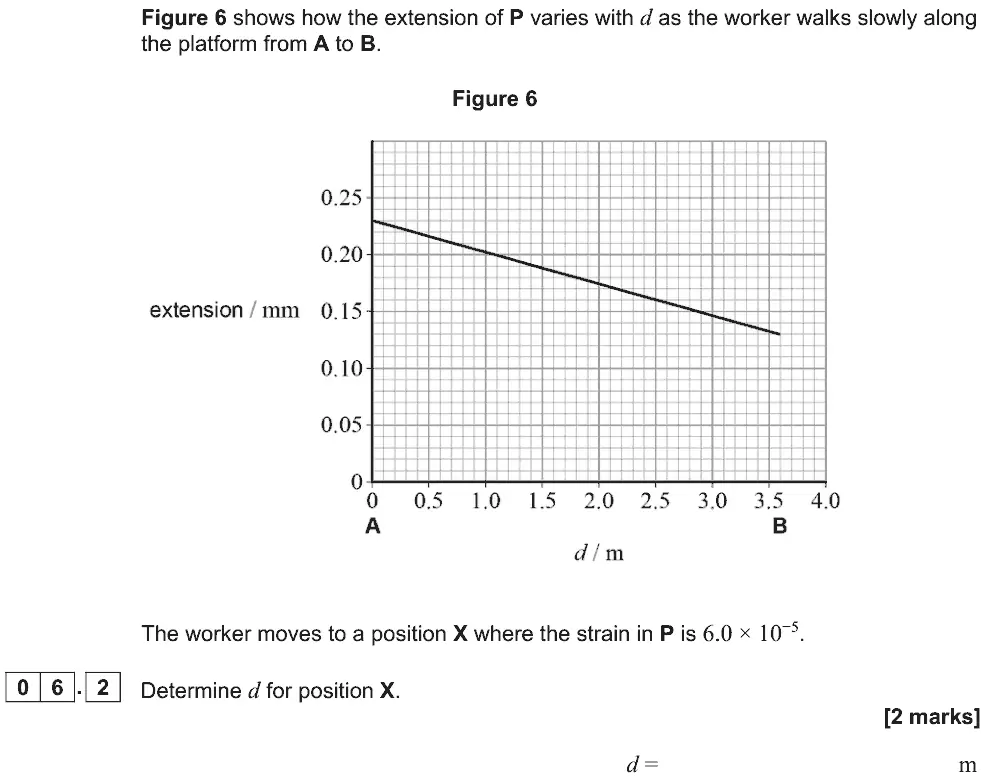 Figure 6 shows how the extension of P varies with d as the worker walks slowly along
the platform from A to B.
Figure 6
0.25
0.20
extension / mm 0.15
0.10
0.05
0
0 0.5 1.0 1.5 2.0 2.5 3.0 3.5 4.0
A B
d / m
The worker moves to a position X where the strain in P is 6.0 × 10⁻⁵.
0 6 . 2 Determine d for position X.
[2 marks]
d = m